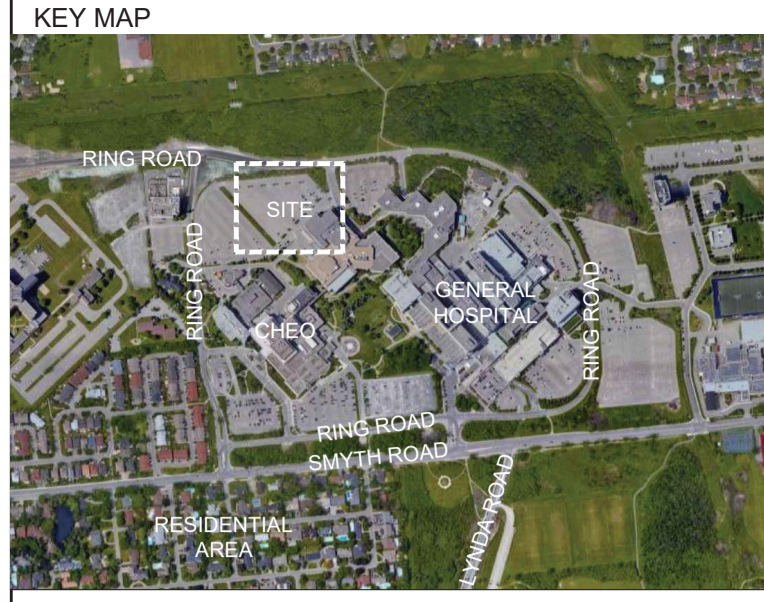 KEY MAP
RING ROAD
SITE
RING ROAD
GENERAL
HOSPITAL
RING ROAD
CHEO
RING ROAD
SMYTH ROAD
LYNDA ROAD
RESIDENTIAL
AREA